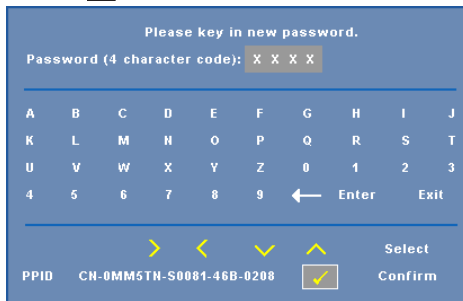 Please key in new password.
Password (4 character code): X X X X
A B C D E F G H I J
K L M N O P Q R S T
U V W X Y Z 0 1 2 3
4 5 6 7 8 9 ← Enter Exit
Select
PPID CN-0MM5TN-S0081-46B-0208 ✓ Confirm